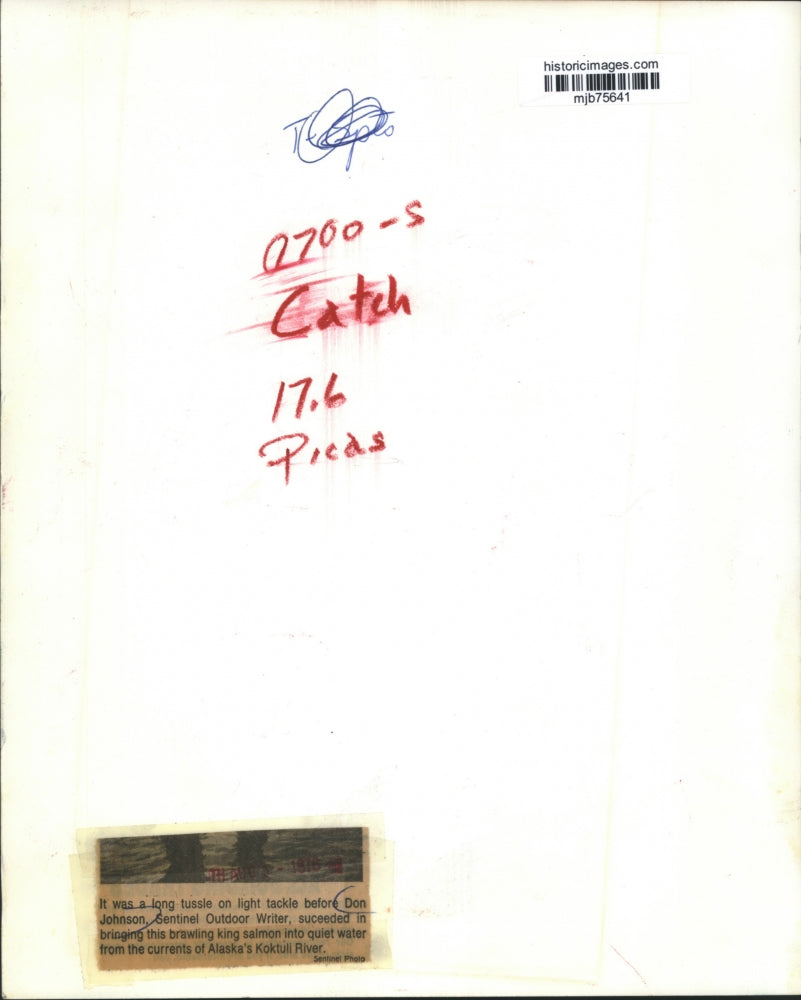 historicimages.com
mjb75641
0700-S
Catch
17.6
Picas
It was a long tussle on light tackle before Don
Johnson, Sentinel Outdoor Writer, suceeded in
bringing this brawling king salmon into quiet water
from the currents of Alaska's Koktuli River.
Sentinel Photo